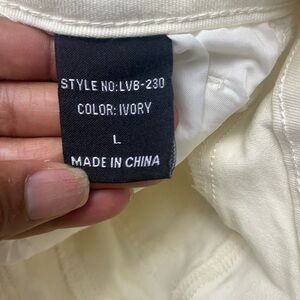 STYLE NO:LVB-230
COLOR:IVORY
L
MADE IN CHINA